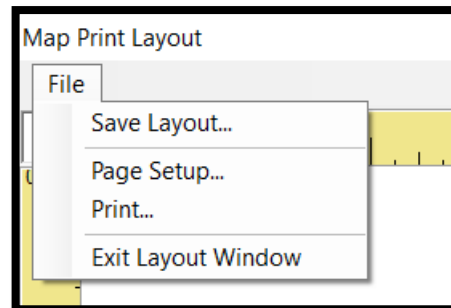 Map Print Layout
File
Save Layout...
Page Setup...
Print...
Exit Layout Window